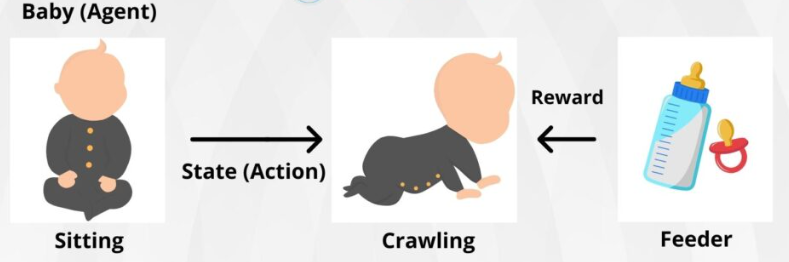 Baby (Agent)
Reward
State (Action)
Sitting
Crawling
Feeder